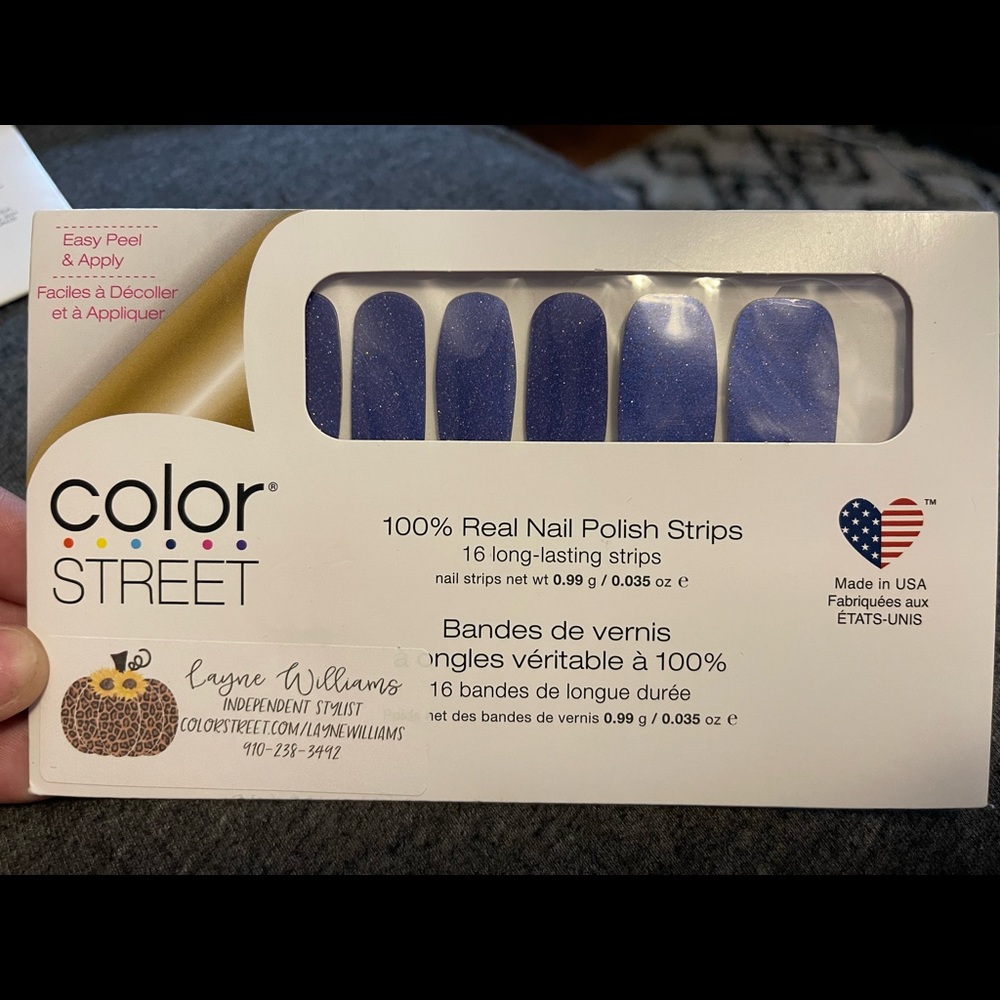 Easy Peel
& Apply
Faciles à Décoller
et à Appliquer
color®
STREET
100% Real Nail Polish Strips
16 long-lasting strips
nail strips net wt 0.99 g / 0.035 oz e
Bandes de vernis
à ongles véritable à 100%
16 bandes de longue durée
Poids net des bandes de vernis 0.99 g / 0.035 oz e
TM
Made in USA
Fabriquées aux
ÉTATS-UNIS
Layne Williams
INDEPENDENT STYLIST
COLORSTREET.COM/LAYNEWILLIAMS
910-238-3492